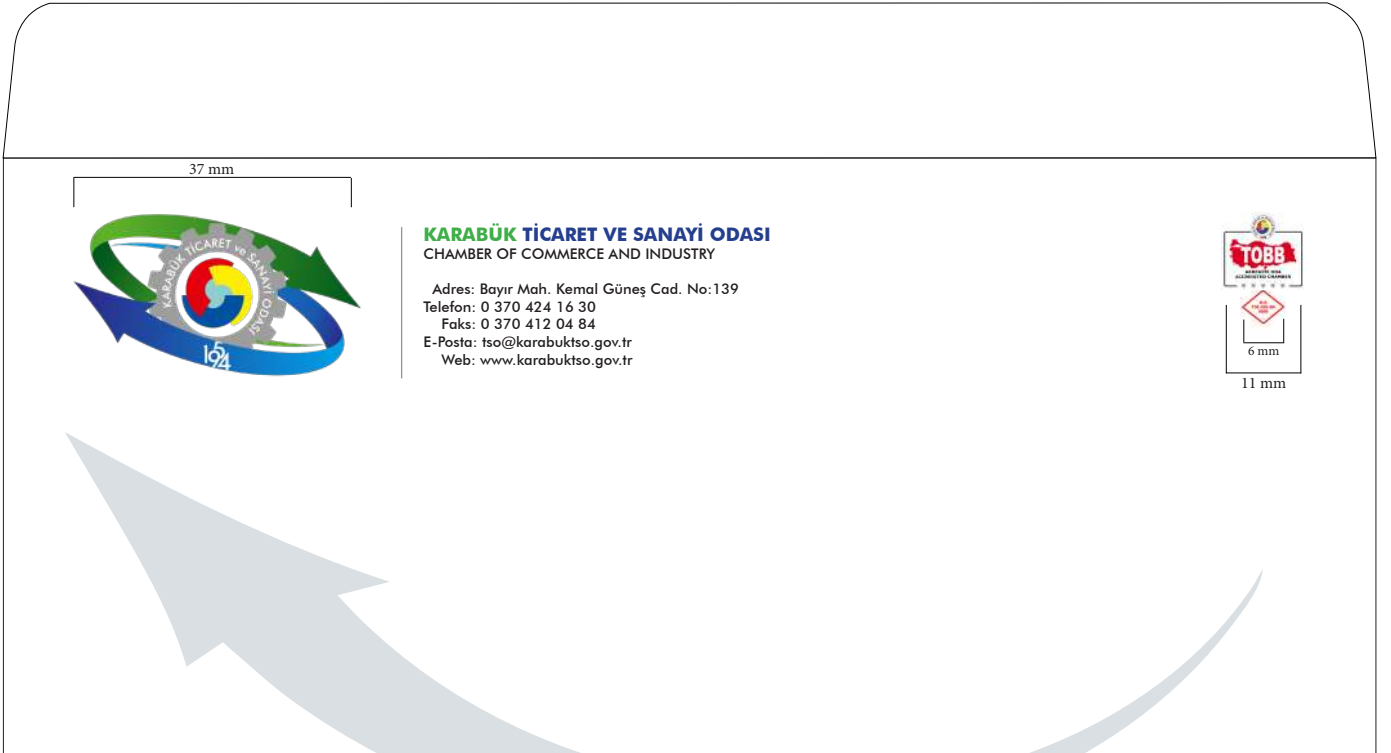 37 mm
KARABÜK TİCARET ve SANAYİ ODASI
1954
KARABÜK TİCARET VE SANAYİ ODASI
CHAMBER OF COMMERCE AND INDUSTRY
Adres: Bayır Mah. Kemal Güneş Cad. No:139
Telefon: 0 370 424 16 30
Faks: 0 370 412 04 84
E-Posta: tso@karabuktso.gov.tr
Web: www.karabuktso.gov.tr
TOBB
ACCREDITED CHAMBER
6 mm
11 mm